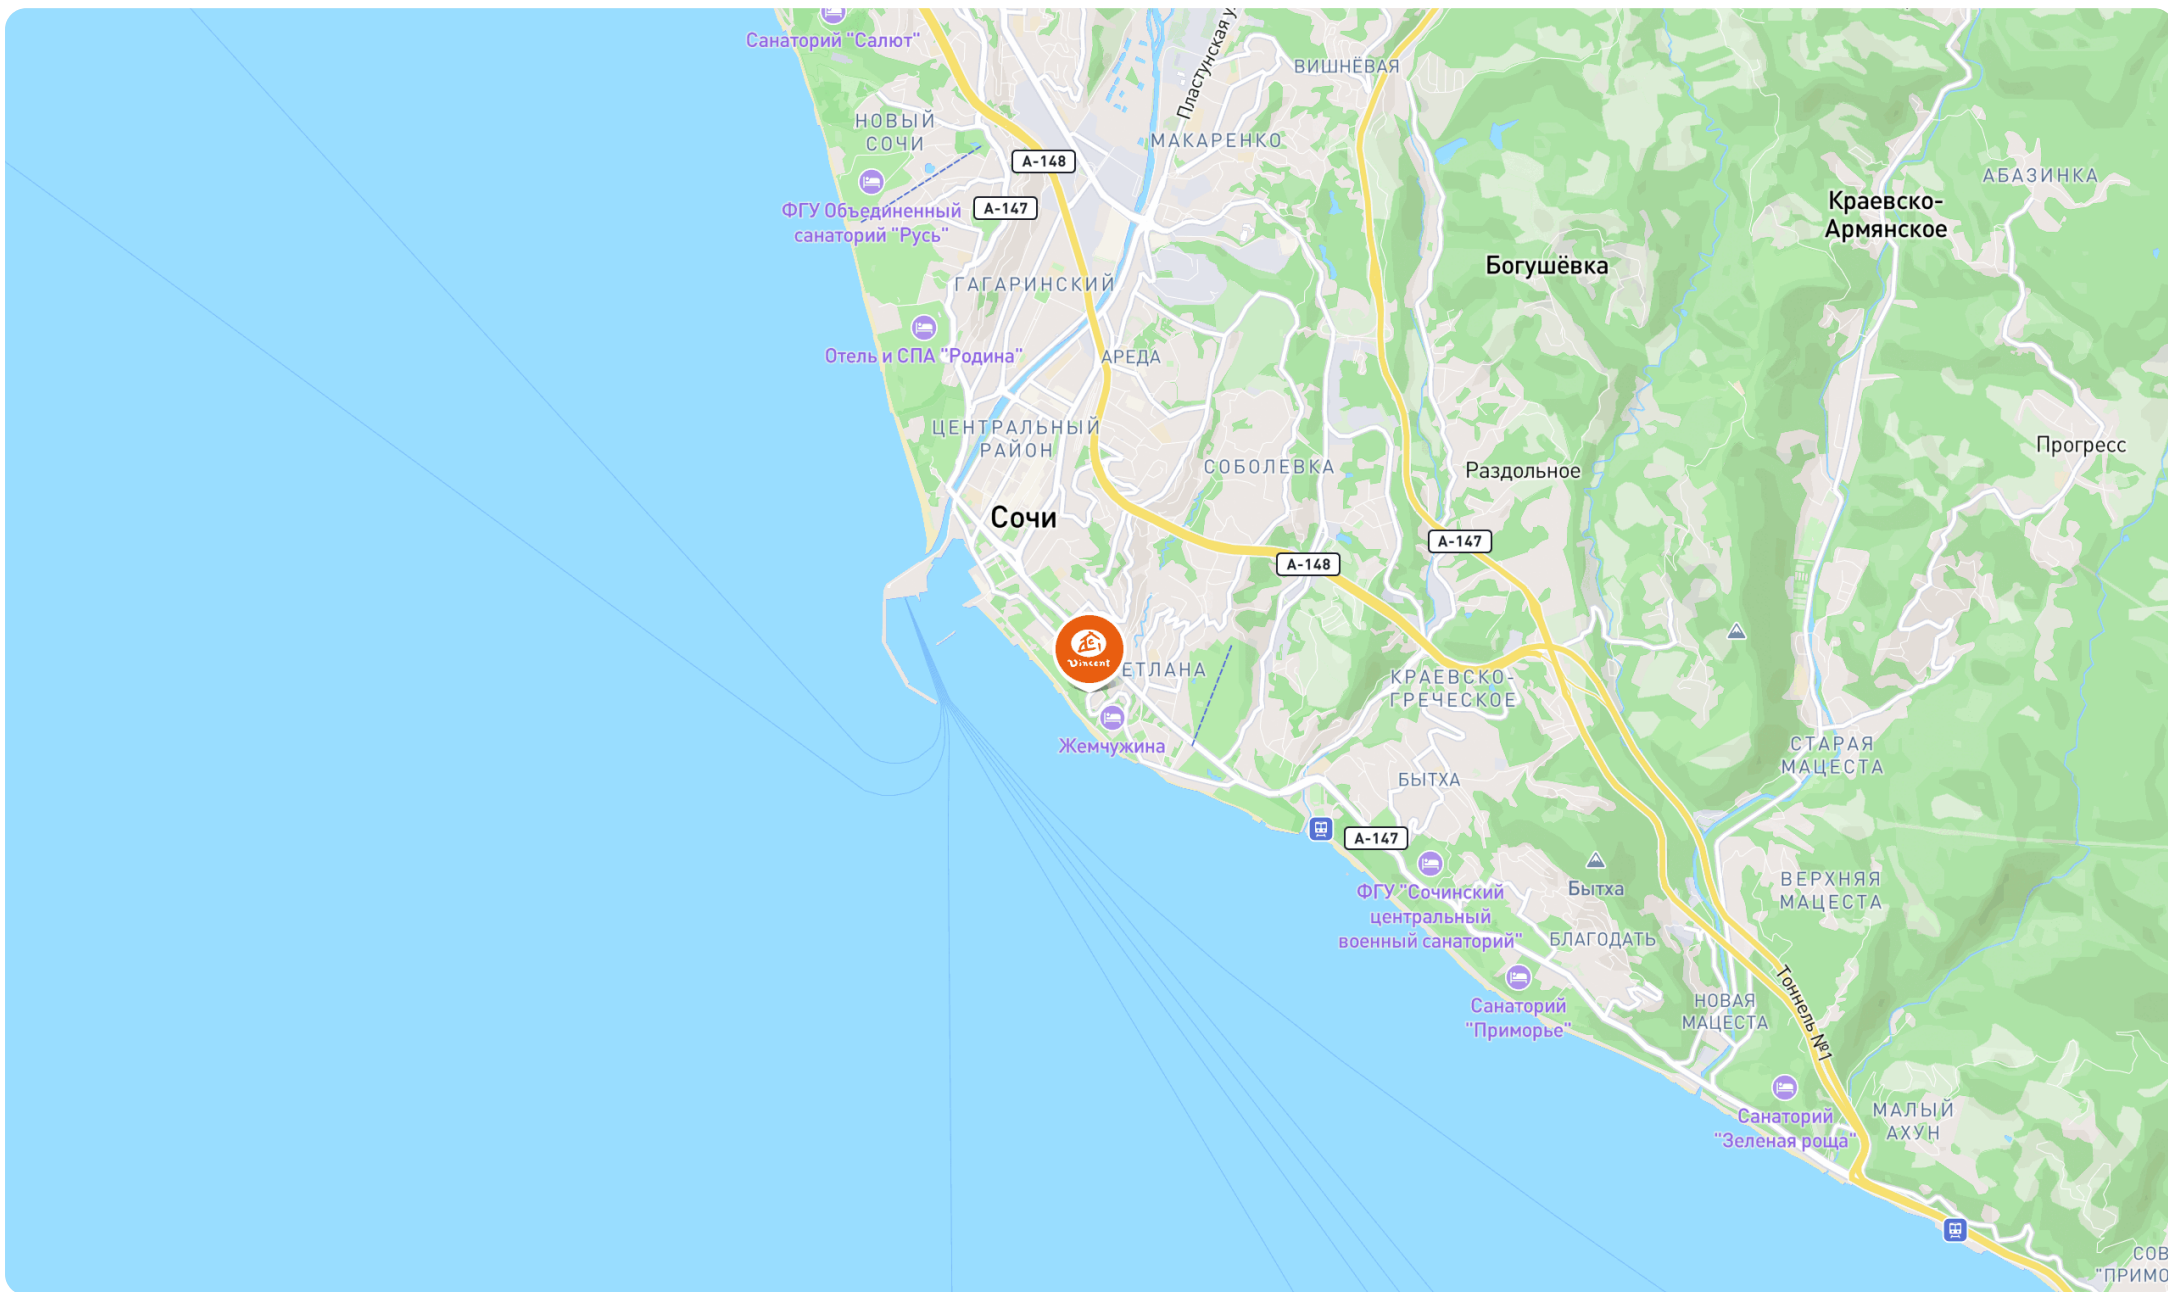 Санаторий "Салют"
Пластунская у
ВИШНЁВАЯ
НОВЫЙ
СОЧИ
МАКАРЕНКО
А-148
А-147
ФГУ Объединенный
санаторий "Русь"
АБАЗИНКА
Краевско-
Армянское
Богушёвка
ГАГАРИНСКИЙ
Отель и СПА "Родина"
АРЕДА
ЦЕНТРАЛЬНЫЙ
РАЙОН
СОБОЛЕВКА
Раздольное
Прогресс
Сочи
А-147
А-148
Vincent
ЕТЛАНА
КРАЕВСКО-
ГРЕЧЕСКОЕ
Жемчужина
СТАРАЯ
МАЦЕСТА
БЫТХА
А-147
ФГУ "Сочинский
центральный
военный санаторий"
Бытха
ВЕРХНЯЯ
МАЦЕСТА
БЛАГОДАТЬ
Санаторий
"Приморье"
НОВАЯ
МАЦЕСТА
Тоннель №1
Санаторий
"Зеленая роща"
МАЛЫЙ
АХУН
СОВ
"ПРИМО